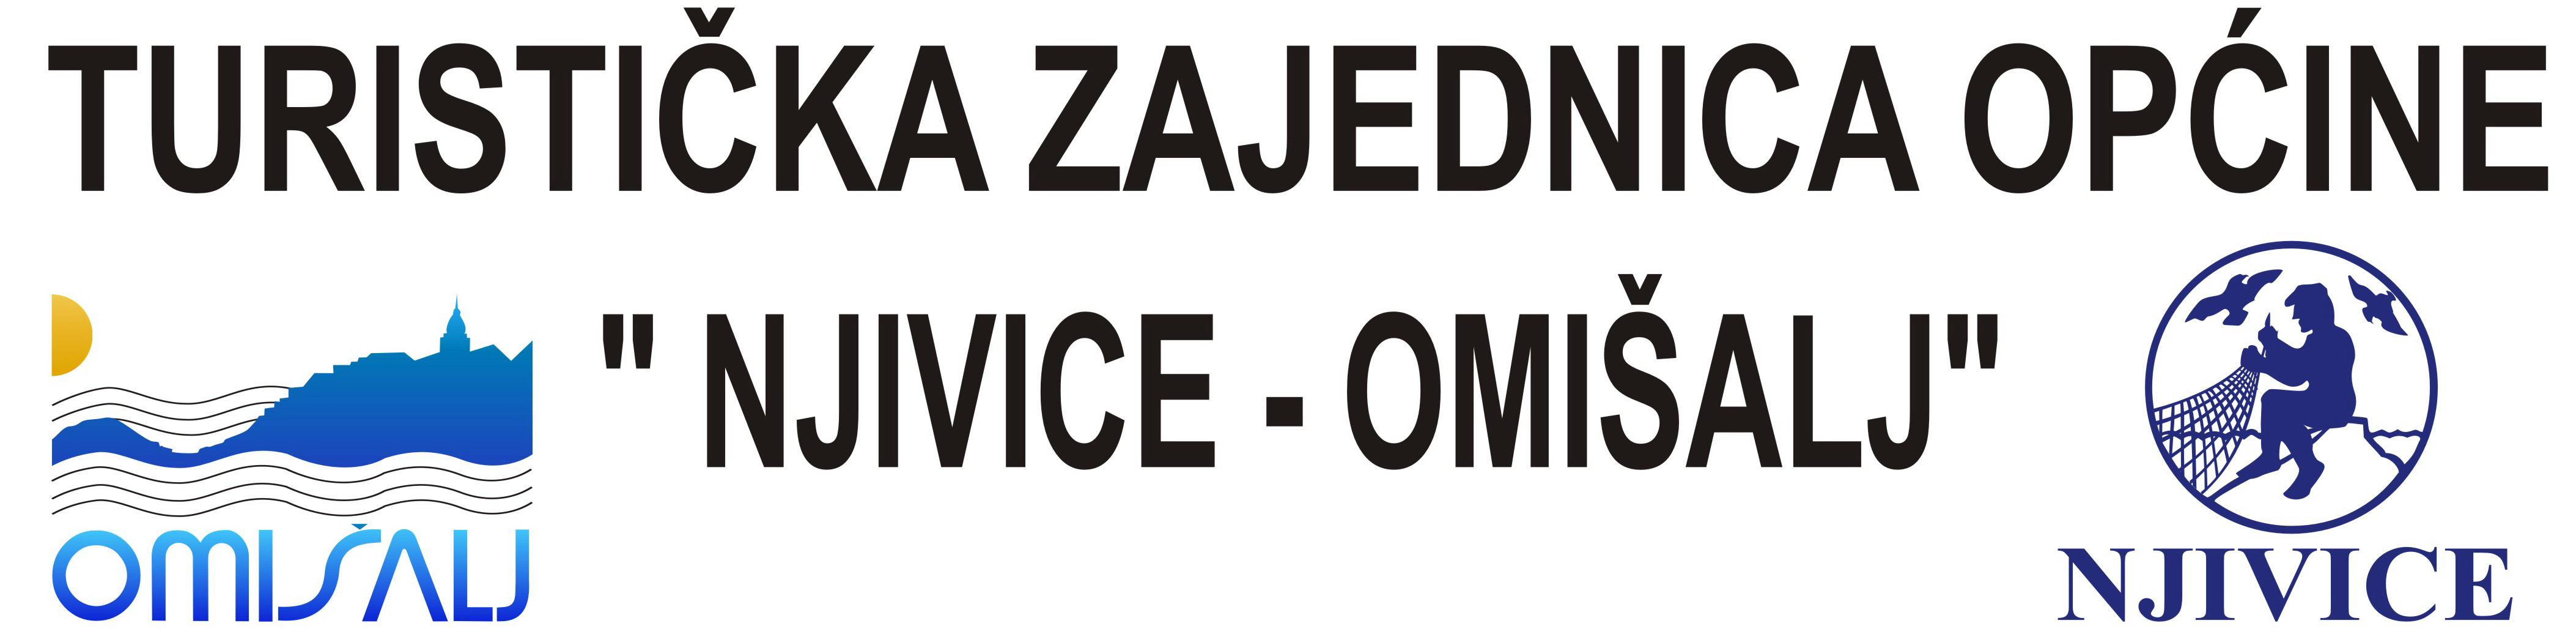 TURISTIČKA ZAJEDNICA OPĆINE
" NJIVICE - OMIŠALJ"
OMIŠALJ
NJIVICE